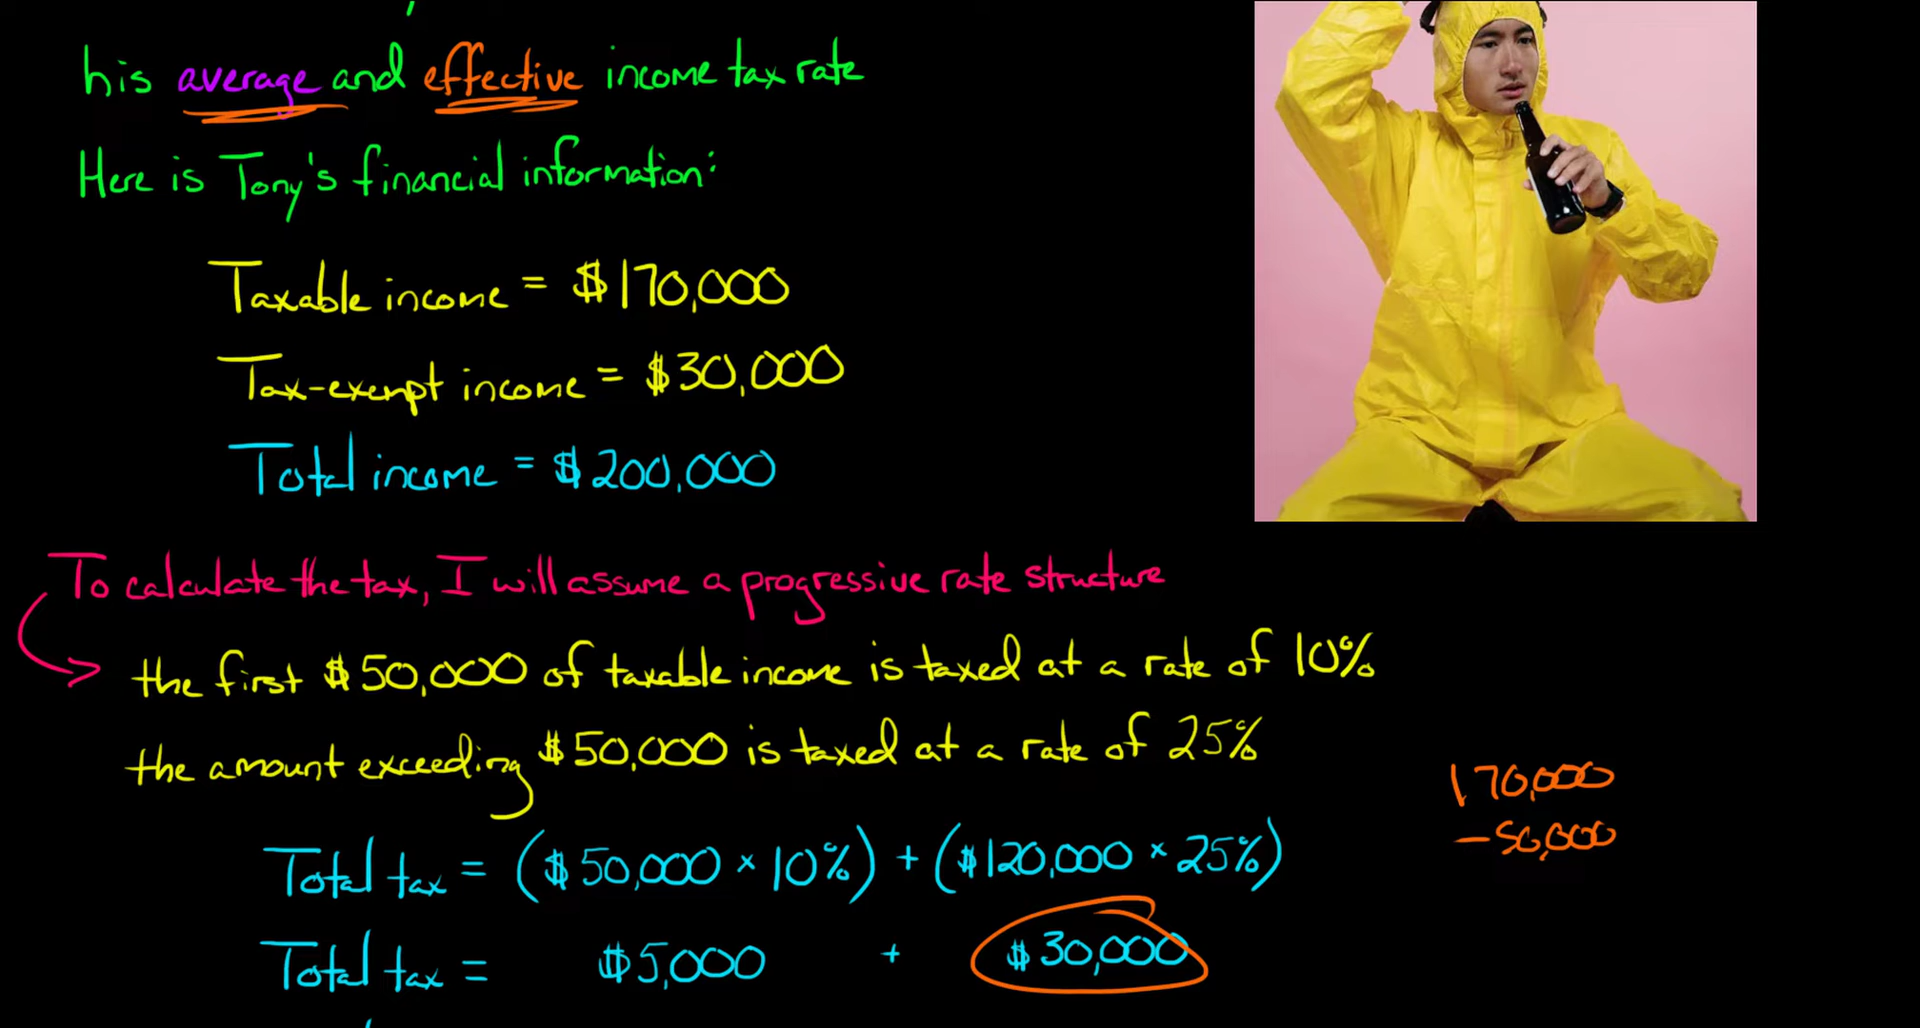 his average and effective income tax rate
Here is Tony's financial information:
Taxable income = $170,000
Tax-exempt income = $30,000
Total income = $200,000
To calculate the tax, I will assume a progressive rate structure
the first $50,000 of taxable income is taxed at a rate of 10%
the amount exceeding $50,000 is taxed at a rate of 25%
170,000
-50,000
Total tax = ($50,000 × 10%) + ($120,000 × 25%)
Total tax = $5,000 + $30,000